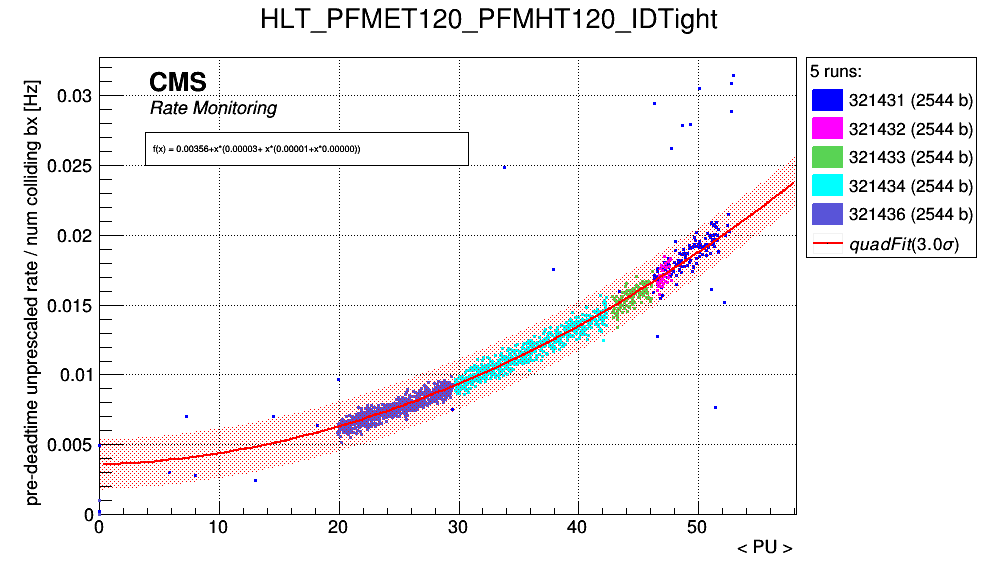 HLT_PFMET120_PFMHT120_IDTight
CMS
Rate Monitoring
f(x) = 0.00356+x*(0.00003+ x*(0.00001+x*0.00000))
pre-deadtime unprescaled rate / num colliding bx [Hz]
0.03
0.025
0.02
0.015
0.01
0.005
0
0 10 20 30 40 50
< PU >
5 runs:
321431 (2544 b)
321432 (2544 b)
321433 (2544 b)
321434 (2544 b)
321436 (2544 b)
quadFit(3.0σ)